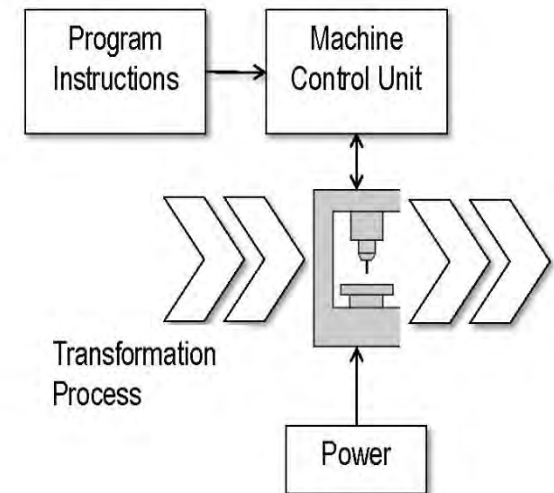 Program
Instructions
Machine
Control Unit
Transformation
Process
Power